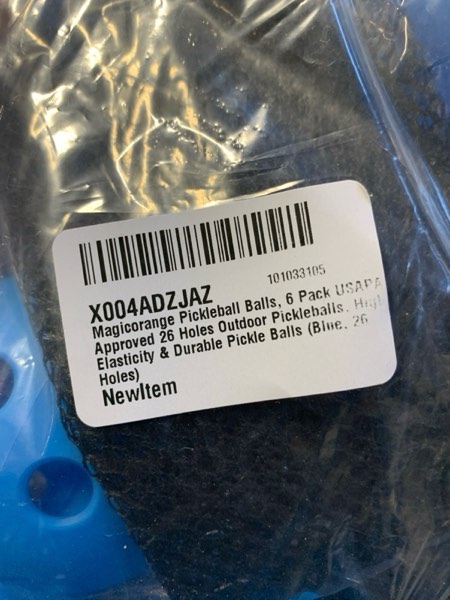 101033105
X004ADZJAZ
Magicorange Pickleball Balls, 6 Pack USAPA
Approved 26 Holes Outdoor Pickleballs, High
Elasticity & Durable Pickle Balls (Blue, 26
Holes)
NewItem